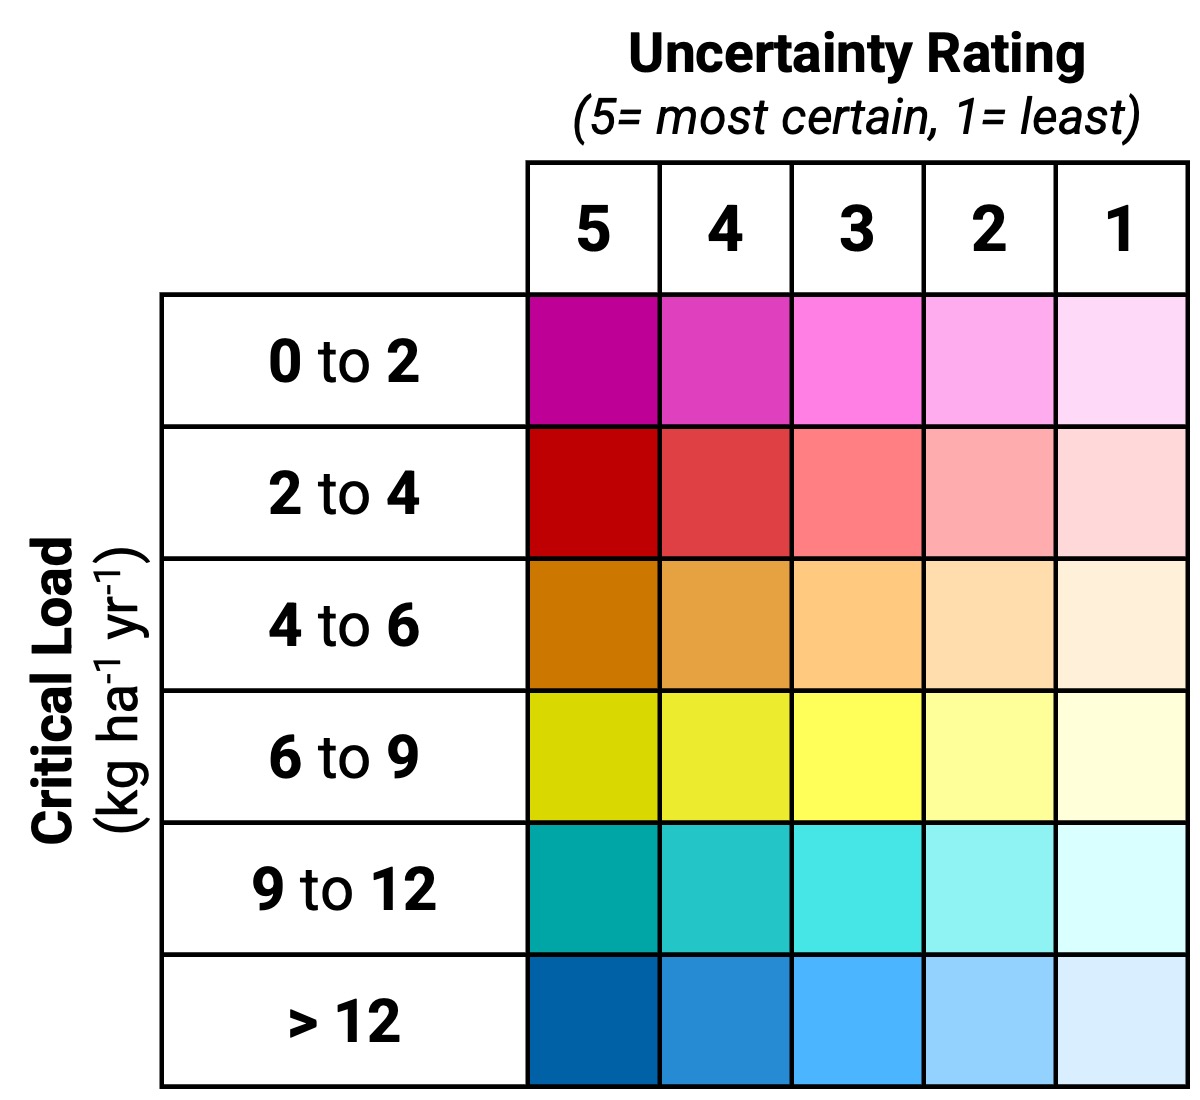 Uncertainty Rating
(5= most certain, 1= least)
5 4 3 2 1
Critical Load
(kg ha⁻¹ yr⁻¹)
0 to 2
2 to 4
4 to 6
6 to 9
9 to 12
> 12